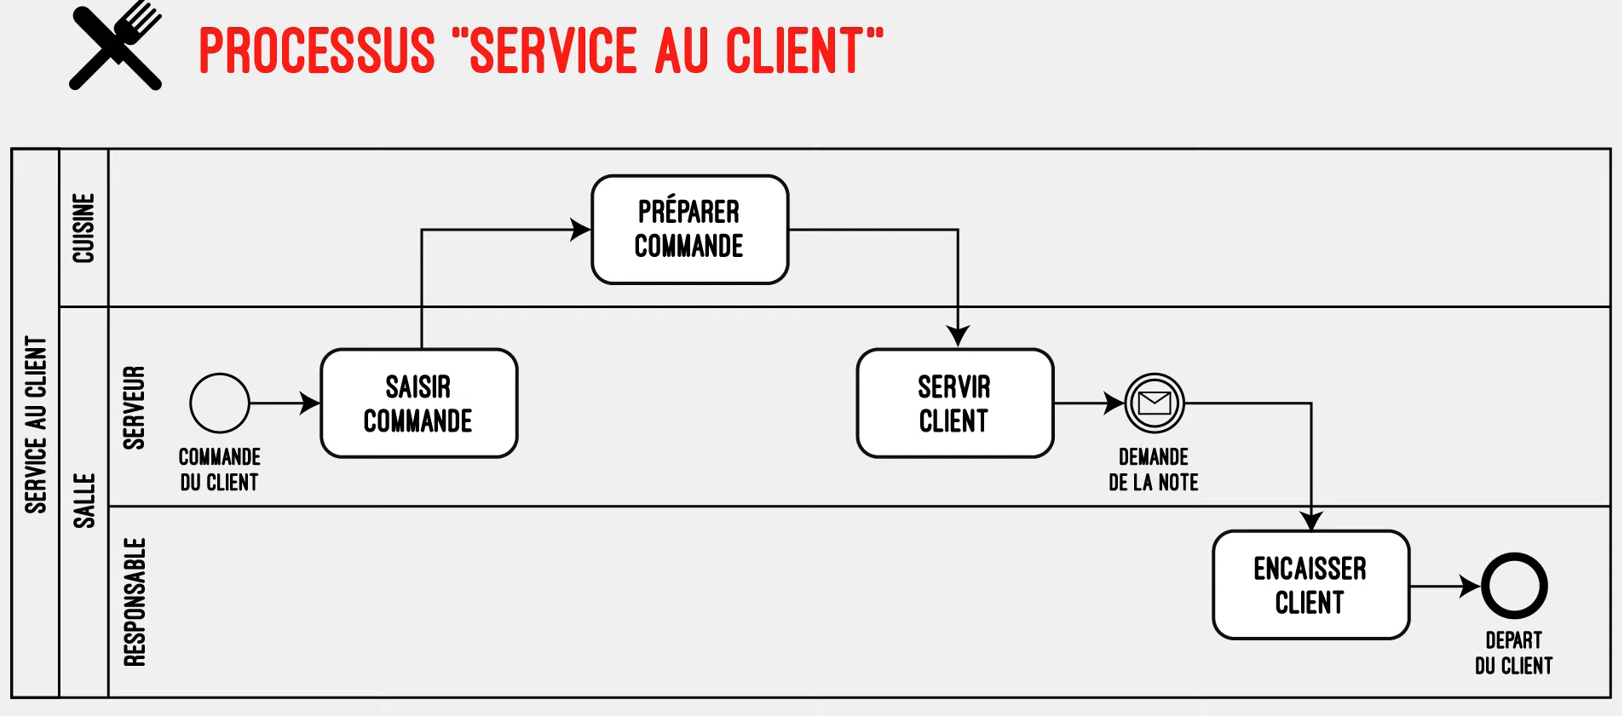 PROCESSUS "SERVICE AU CLIENT"
SERVICE AU CLIENT
CUISINE
PRÉPARER
COMMANDE
SALLE
SERVEUR
COMMANDE
DU CLIENT
SAISIR
COMMANDE
SERVIR
CLIENT
DEMANDE
DE LA NOTE
RESPONSABLE
ENCAISSER
CLIENT
DEPART
DU CLIENT